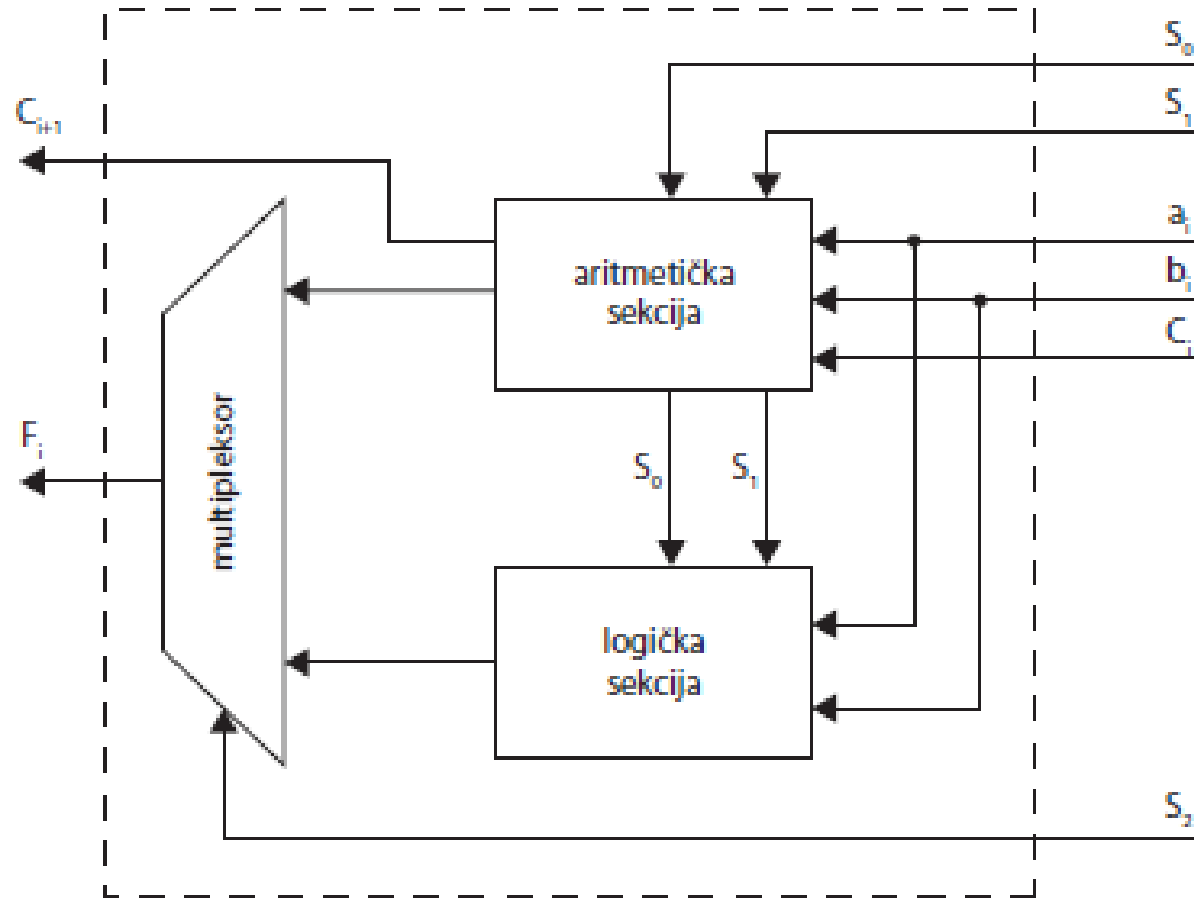 S₀
S₁
Cᵢ₊₁
aᵢ
bᵢ
Cᵢ
aritmetička
sekcija
multipleksor
Fᵢ
S₀
S₁
logička
sekcija
S₂